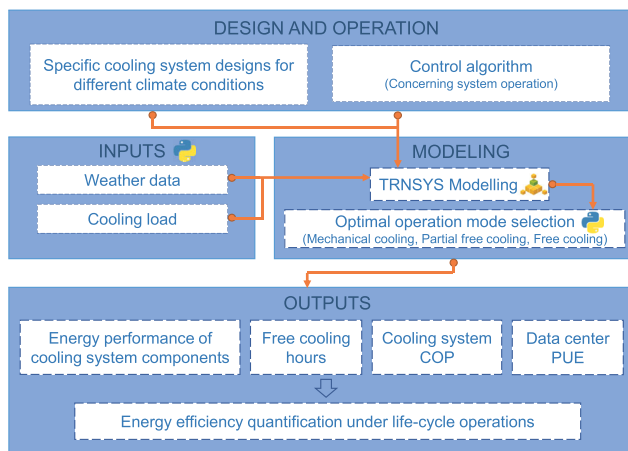 DESIGN AND OPERATION
Specific cooling system designs for
different climate conditions
Control algorithm
(Concerning system operation)
INPUTS
Weather data
Cooling load
MODELING
TRNSYS Modelling
Optimal operation mode selection
(Mechanical cooling, Partial free cooling, Free cooling)
OUTPUTS
Energy performance of
cooling system components
Free cooling
hours
Cooling system
COP
Data center
PUE
Energy efficiency quantification under life-cycle operations